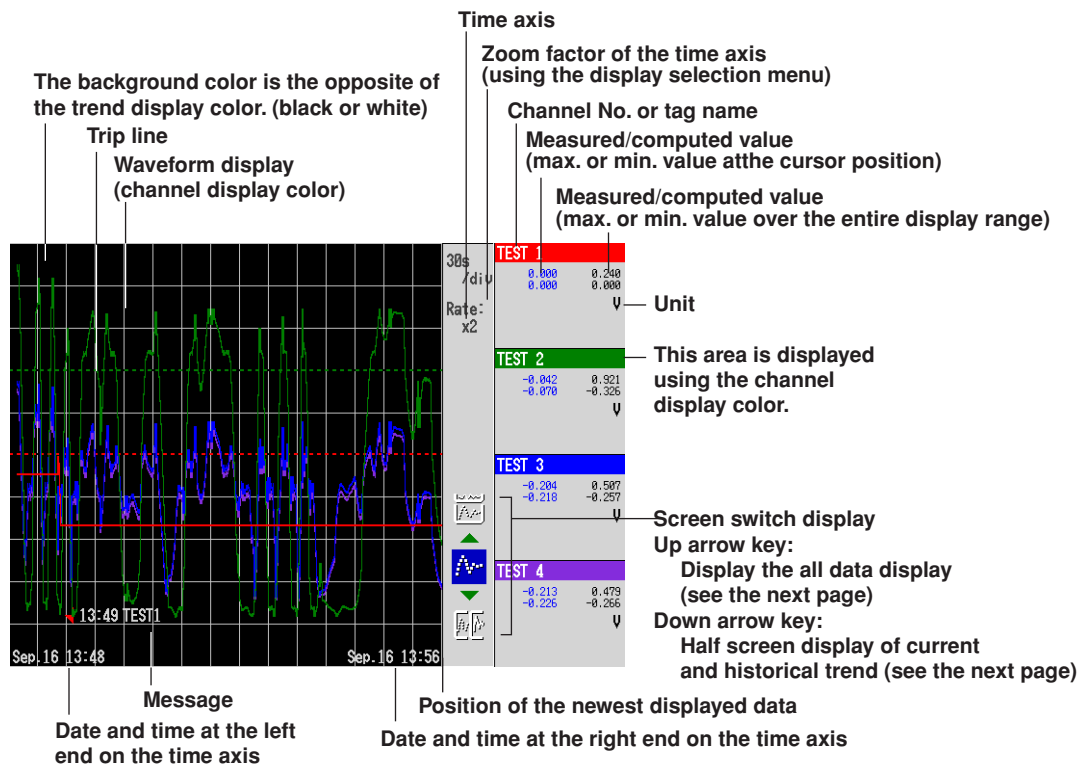 Time axis
Zoom factor of the time axis
(using the display selection menu)
The background color is the opposite of
the trend display color. (black or white)
Channel No. or tag name
Trip line
Measured/computed value
(max. or min. value atthe cursor position)
Waveform display
(channel display color)
Measured/computed value
(max. or min. value over the entire display range)
30s
/div
Rate:
x2
TEST 1
0.000 0.240
0.000 0.000
V
Unit
TEST 2
-0.042 0.921
-0.070 -0.326
V
This area is displayed
using the channel
display color.
TEST 3
-0.204 0.507
-0.218 -0.257
V
TEST 4
-0.213 0.479
-0.226 -0.266
V
Screen switch display
Up arrow key:
Display the all data display
(see the next page)
Down arrow key:
Half screen display of current
and historical trend (see the next page)
13:49 TEST1
Sep.16 13:48
Sep.16 13:56
Message
Position of the newest displayed data
Date and time at the left
end on the time axis
Date and time at the right end on the time axis